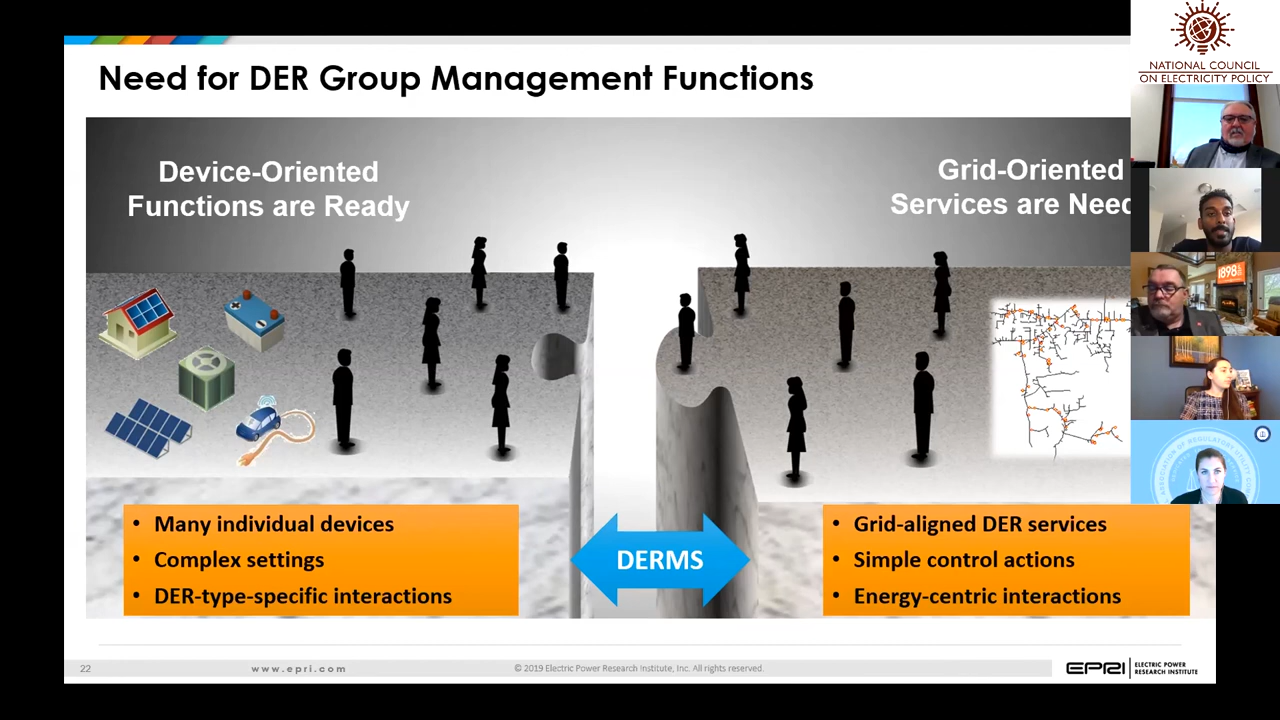 NATIONAL COUNCIL
ON ELECTRICITY POLICY
Need for DER Group Management Functions
Device-Oriented
Functions are Ready
Grid-Oriented
Services are
1898
• Many individual devices
• Complex settings
• DER-type-specific interactions
DERMS
• Grid-aligned DER services
• Simple control actions
• Energy-centric interactions
22
www.epri.com
© 2019 Electric Power Research Institute, Inc. All rights reserved.
EPRI
ELECTRIC POWER
RESEARCH INSTITUTE